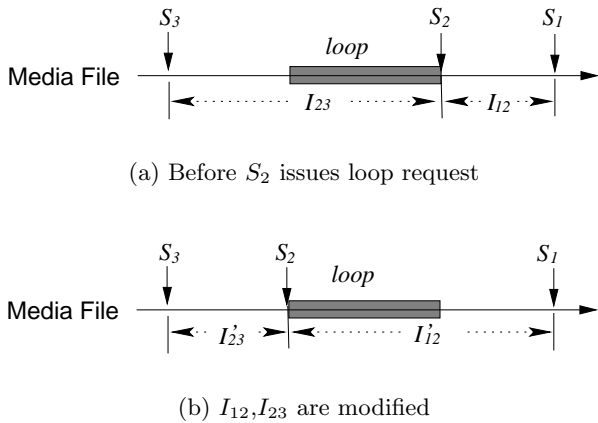 S3 S2 S1
loop
Media File
I23 I12
(a) Before S2 issues loop request
S3 S2 S1
loop
Media File
I'23 I'12
(b) I12,I23 are modified